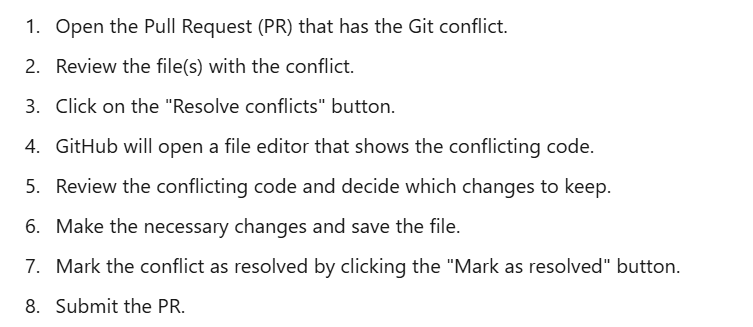 1. Open the Pull Request (PR) that has the Git conflict.
2. Review the file(s) with the conflict.
3. Click on the "Resolve conflicts" button.
4. GitHub will open a file editor that shows the conflicting code.
5. Review the conflicting code and decide which changes to keep.
6. Make the necessary changes and save the file.
7. Mark the conflict as resolved by clicking the "Mark as resolved" button.
8. Submit the PR.